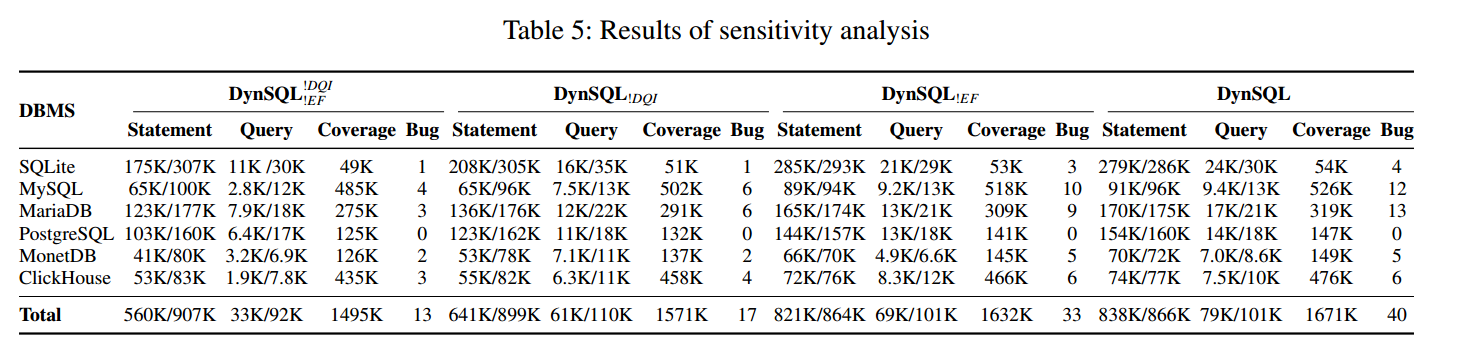 Table 5: Results of sensitivity analysis
DBMS DynSQL!DQI!EF DynSQL!DQI DynSQL!EF DynSQL
Statement Query Coverage Bug Statement Query Coverage Bug Statement Query Coverage Bug Statement Query Coverage Bug
SQLite 175K/307K 11K /30K 49K 1 208K/305K 16K/35K 51K 1 285K/293K 21K/29K 53K 3 279K/286K 24K/30K 54K 4
MySQL 65K/100K 2.8K/12K 485K 4 65K/96K 7.5K/13K 502K 6 89K/94K 9.2K/13K 518K 10 91K/96K 9.4K/13K 526K 12
MariaDB 123K/177K 7.9K/18K 275K 3 136K/176K 12K/22K 291K 6 165K/174K 13K/21K 309K 9 170K/175K 17K/21K 319K 13
PostgreSQL 103K/160K 6.4K/17K 125K 0 123K/162K 11K/18K 132K 0 144K/157K 13K/18K 141K 0 154K/160K 14K/18K 147K 0
MonetDB 41K/80K 3.2K/6.9K 126K 2 53K/78K 7.1K/11K 137K 2 66K/70K 4.9K/6.6K 145K 5 70K/72K 7.0K/8.6K 149K 5
ClickHouse 53K/83K 1.9K/7.8K 435K 3 55K/82K 6.3K/11K 458K 4 72K/76K 8.3K/12K 466K 6 74K/77K 7.5K/10K 476K 6
Total 560K/907K 33K/92K 1495K 13 641K/899K 61K/110K 1571K 17 821K/864K 69K/101K 1632K 33 838K/866K 79K/101K 1671K 40